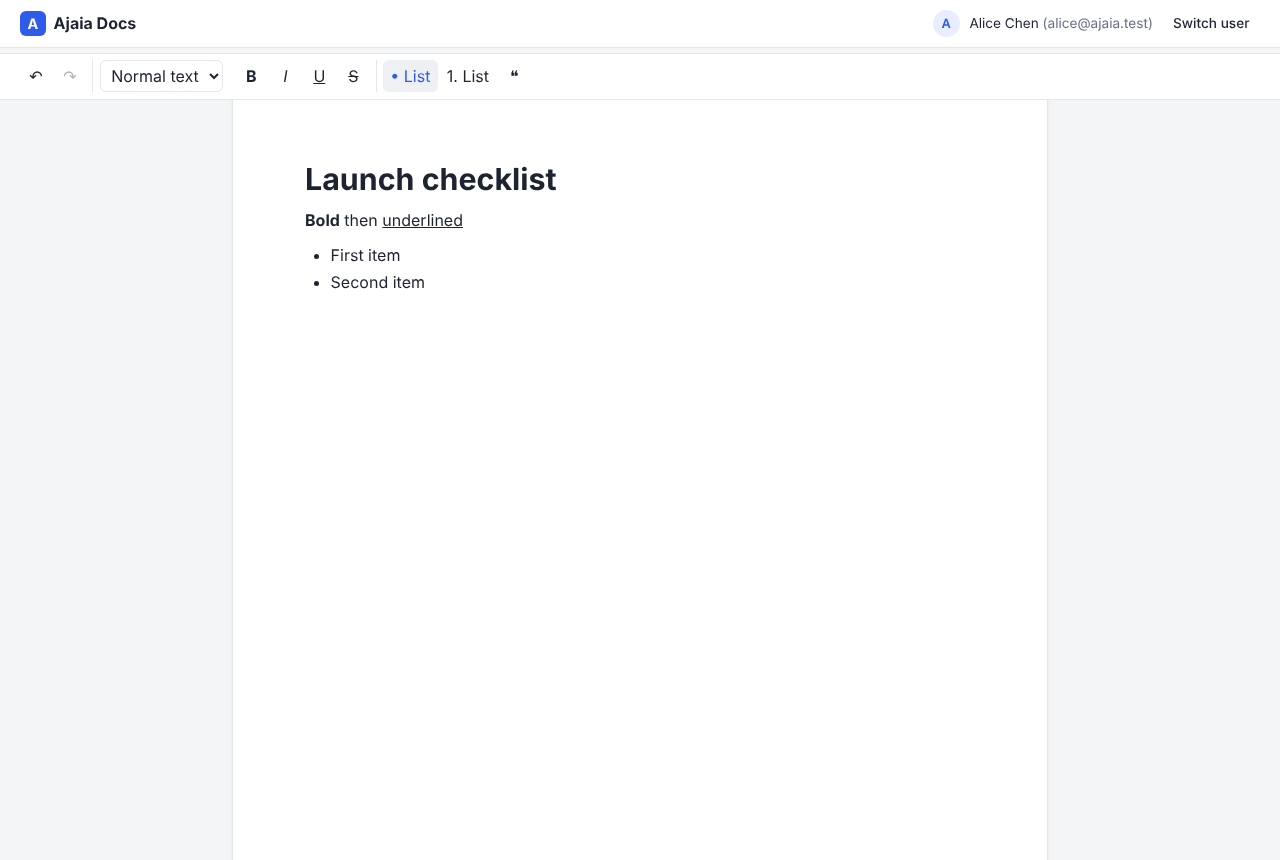 A Ajaia Docs A Alice Chen (alice@ajaia.test) Switch user
↶ ↷ Normal text B I U S • List 1. List ❝
Launch checklist
Bold then underlined
• First item
• Second item